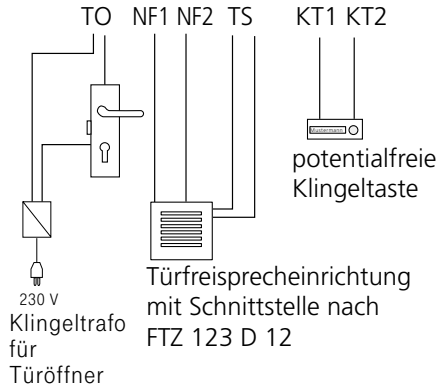 TO NF1 NF2 TS KT1 KT2
Mustermann
potentialfreie
Klingeltaste
230 V
Klingeltrafo
für
Türöffner
Türfreisprecheinrichtung
mit Schnittstelle nach
FTZ 123 D 12